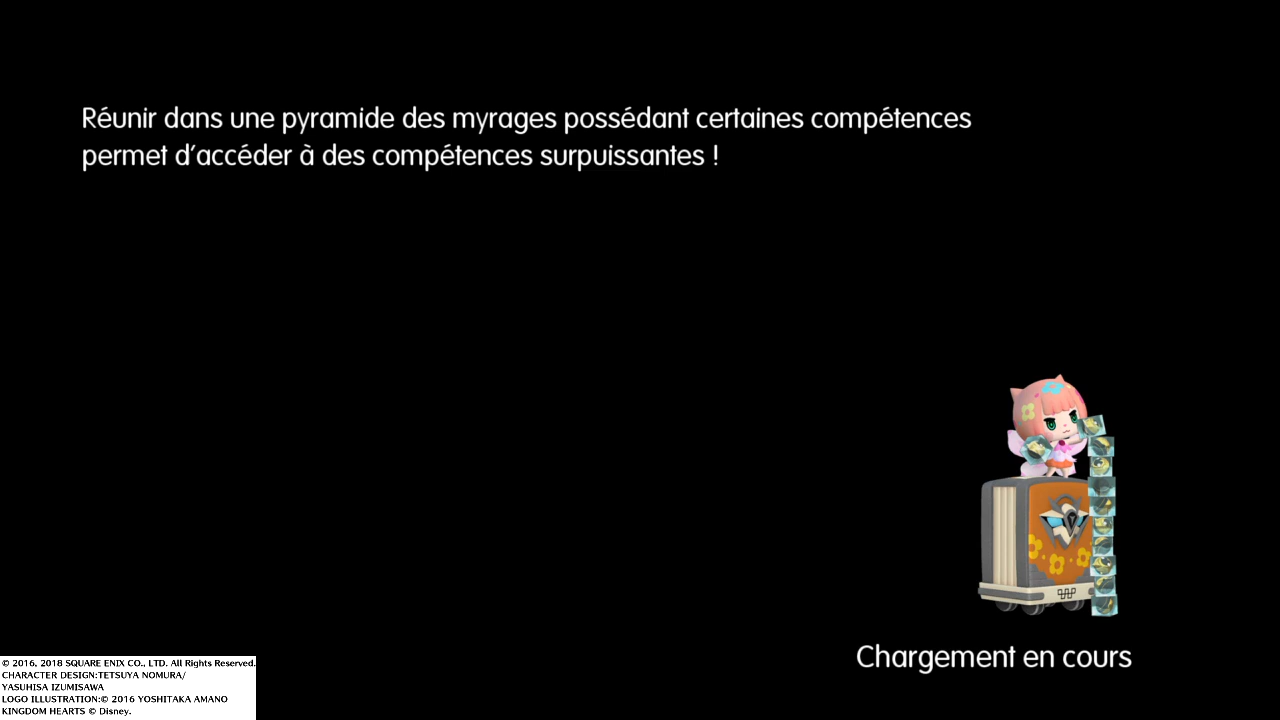 Réunir dans une pyramide des myrages possédant certaines compétences
permet d'accéder à des compétences surpuissantes !
Chargement en cours
© 2016, 2018 SQUARE ENIX CO., LTD. All Rights Reserved.
CHARACTER DESIGN:TETSUYA NOMURA/
YASUHISA IZUMISAWA
LOGO ILLUSTRATION:© 2016 YOSHITAKA AMANO
KINGDOM HEARTS © Disney.